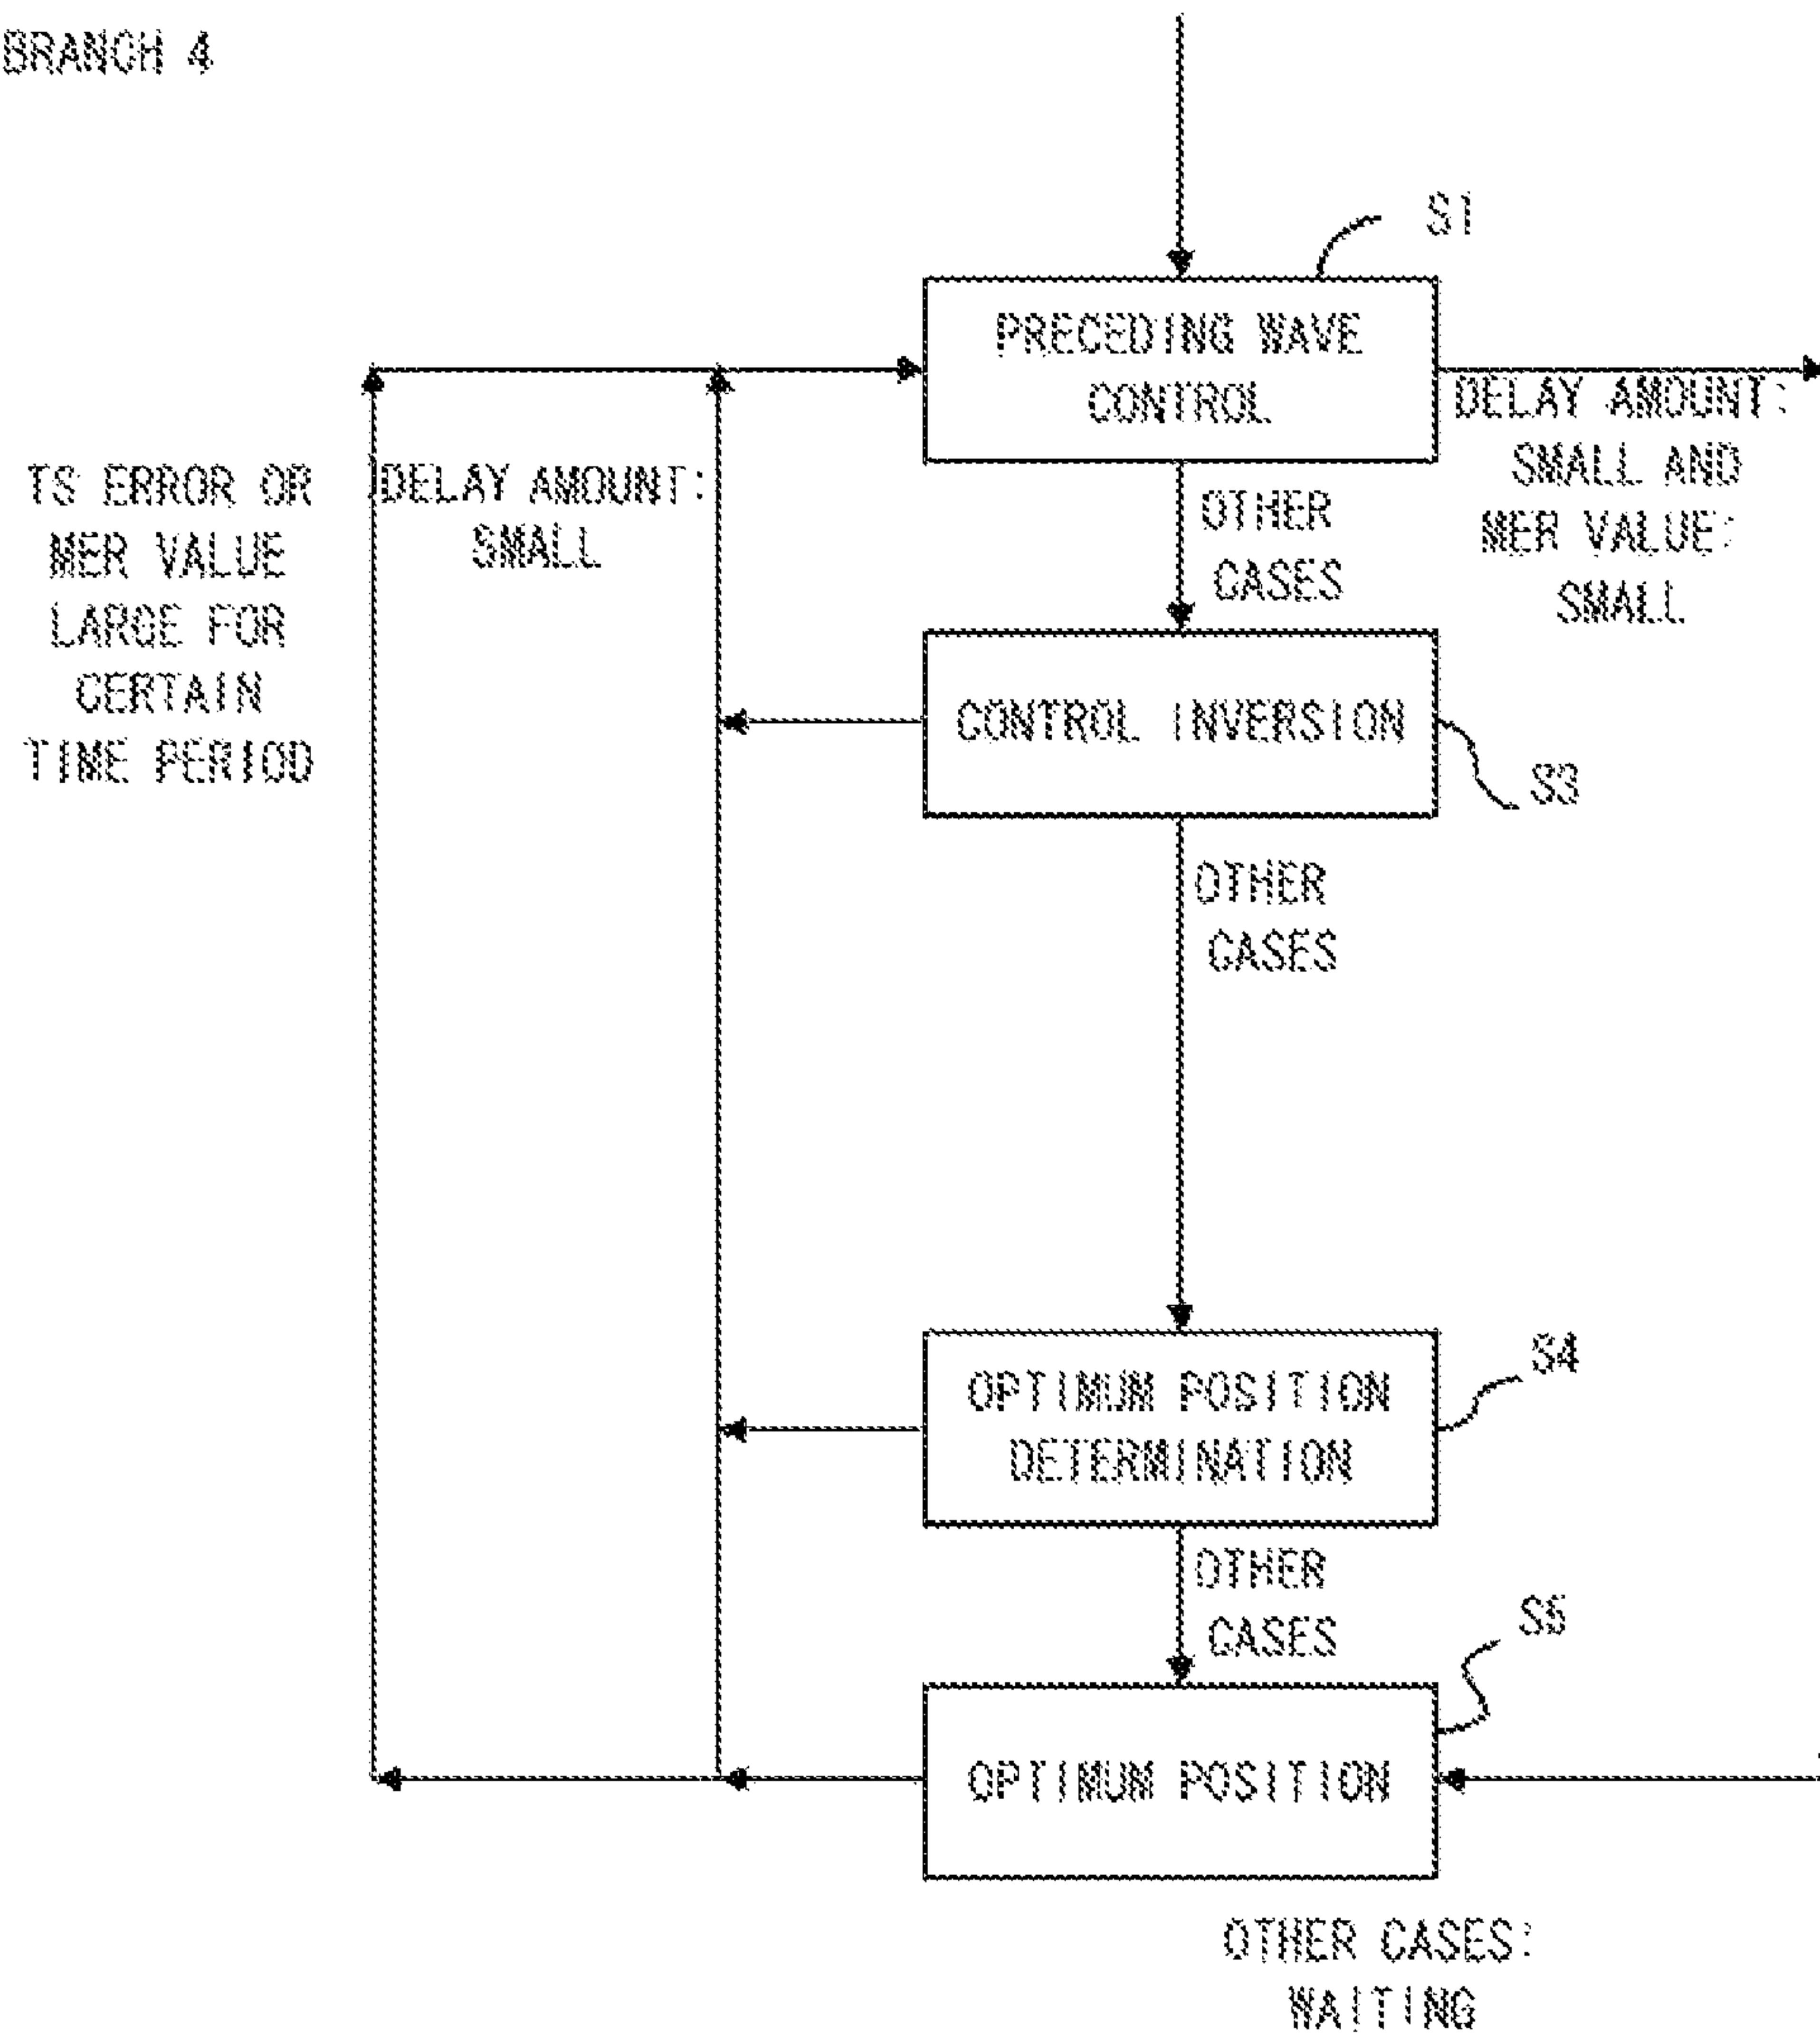 BRANCH 4
S1
PRECEDING WAVE
CONTROL
DELAY AMOUNT:
SMALL AND
MER VALUE:
SMALL
TS ERROR OR
MER VALUE
LARGE FOR
CERTAIN
TIME PERIOD
DELAY AMOUNT:
SMALL
OTHER
CASES
CONTROL INVERSION
S3
OTHER
CASES
OPTIMUM POSITION
DETERMINATION
S4
OTHER
CASES
S5
OPTIMUM POSITION
OTHER CASES:
WAITING